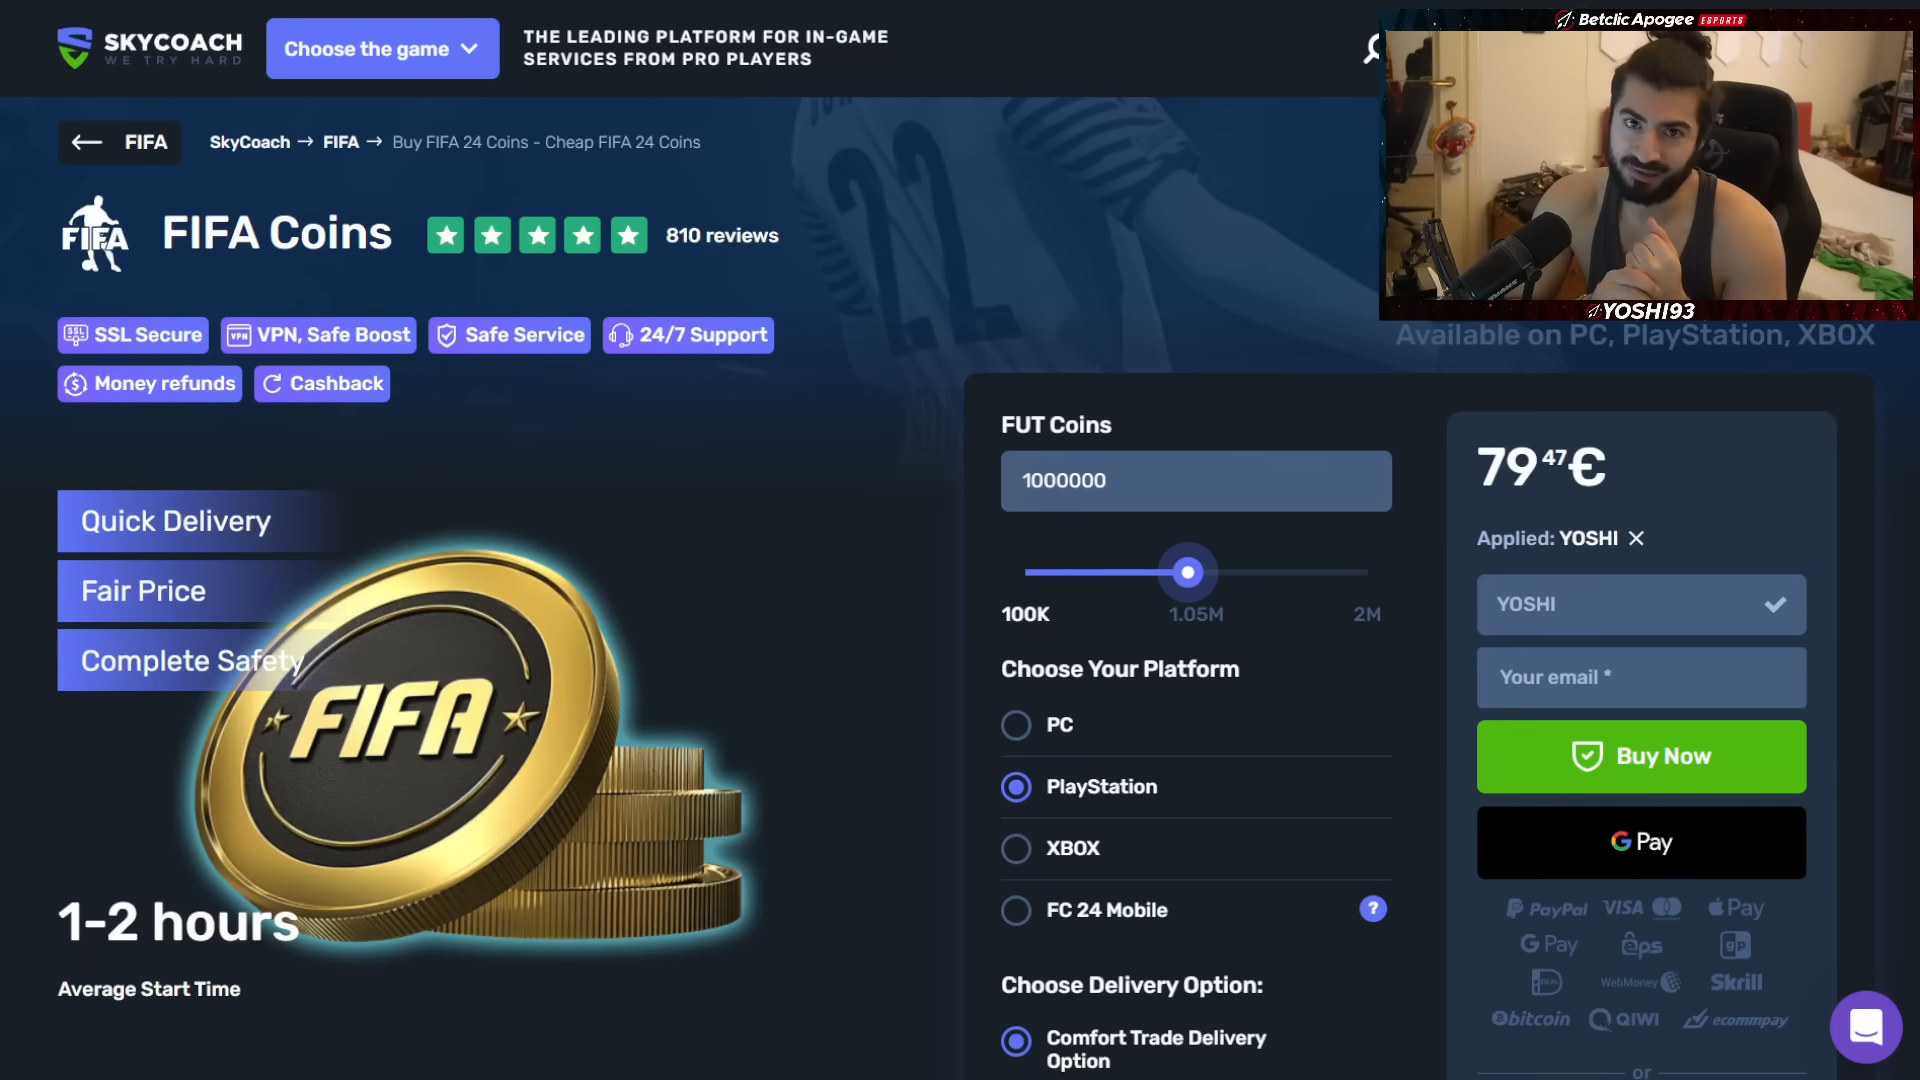 SKYCOACH
WE TRY HARD
Choose the game
THE LEADING PLATFORM FOR IN-GAME
SERVICES FROM PRO PLAYERS
Betclic Apogee ESPORTS
YOSHI93
← FIFA
SkyCoach → FIFA → Buy FIFA 24 Coins - Cheap FIFA 24 Coins
FIFA
FIFA Coins
810 reviews
22
SSL SSL Secure
VPN VPN, Safe Boost
Safe Service
24/7 Support
Money refunds
Cashback
Available on PC, PlayStation, XBOX
Quick Delivery
Fair Price
Complete Safety
FIFA
1-2 hours
Average Start Time
FUT Coins
1000000
100K
1.05M
2M
Choose Your Platform
PC
PlayStation
XBOX
FC 24 Mobile
?
Choose Delivery Option:
Comfort Trade Delivery
Option
79 47 €
Applied: YOSHI ✕
YOSHI
Your email *
Buy Now
G Pay
PayPal VISA Pay
G Pay eps gp
WebMoney Skrill
bitcoin QIWI ecommpay
or